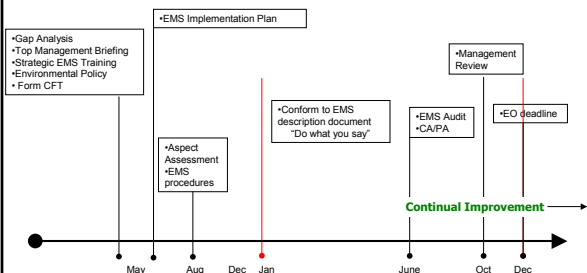 •EMS Implementation Plan
•Gap Analysis
•Top Management Briefing
•Strategic EMS Training
•Environmental Policy
• Form CFT
•Management
Review
•Conform to EMS
description document
"Do what you say"
•EMS Audit
•CA/PA
•EO deadline
•Aspect
Assessment
•EMS
procedures
Continual Improvement
May Aug Dec Jan June Oct Dec